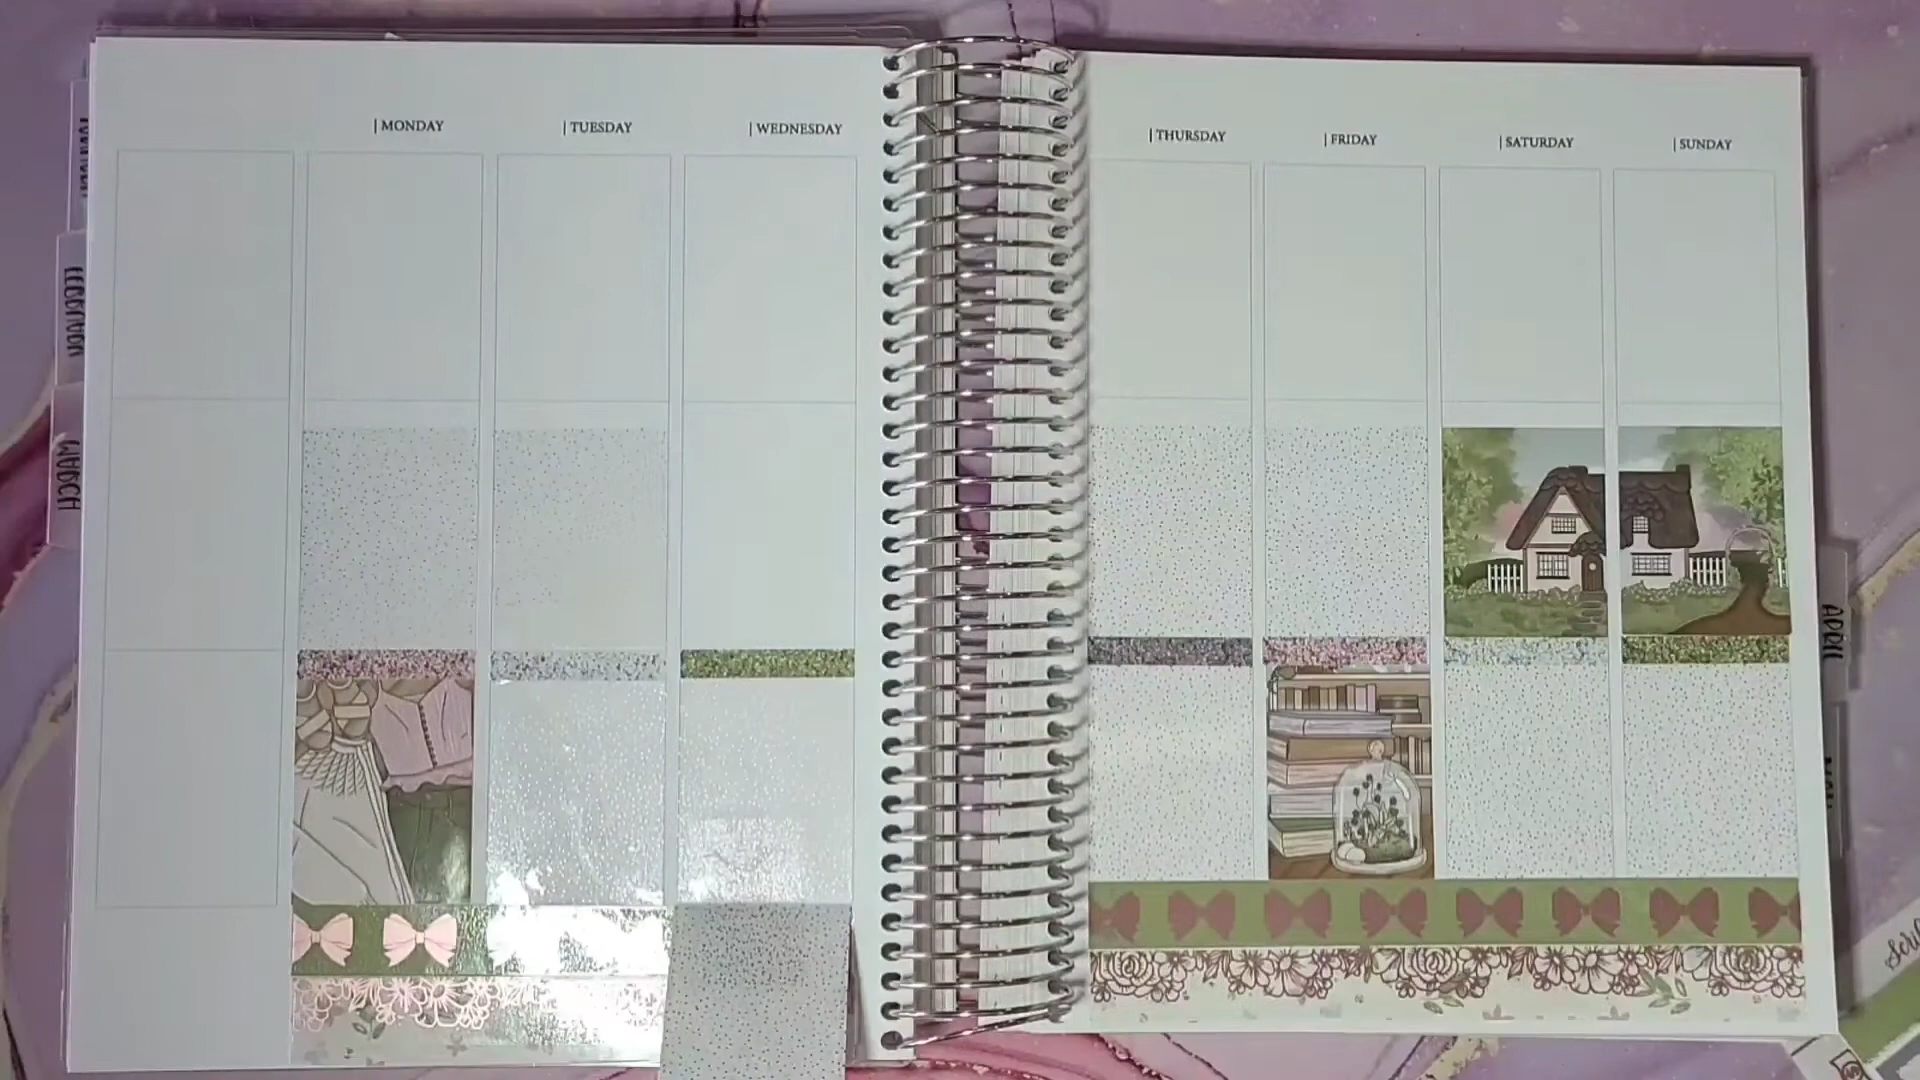 | MONDAY
| TUESDAY
| WEDNESDAY
| THURSDAY
| FRIDAY
| SATURDAY
| SUNDAY
FEBRUARY
MARCH
APRIL